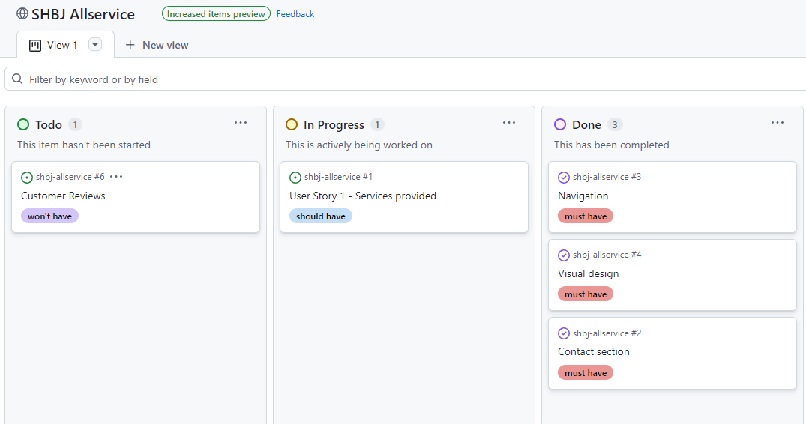 SHBJ Allservice Increased items preview Feedback
View 1 New view
Filter by keyword or by field
Todo 1
This item hasn't been started
shbj-allservice #6
Customer Reviews
won't have
In Progress 1
This is actively being worked on
shbj-allservice #1
User Story 1 - Services provided
should have
Done 3
This has been completed
shbj-allservice #3
Navigation
must have
shbj-allservice #4
Visual design
must have
shbj-allservice #2
Contact section
must have